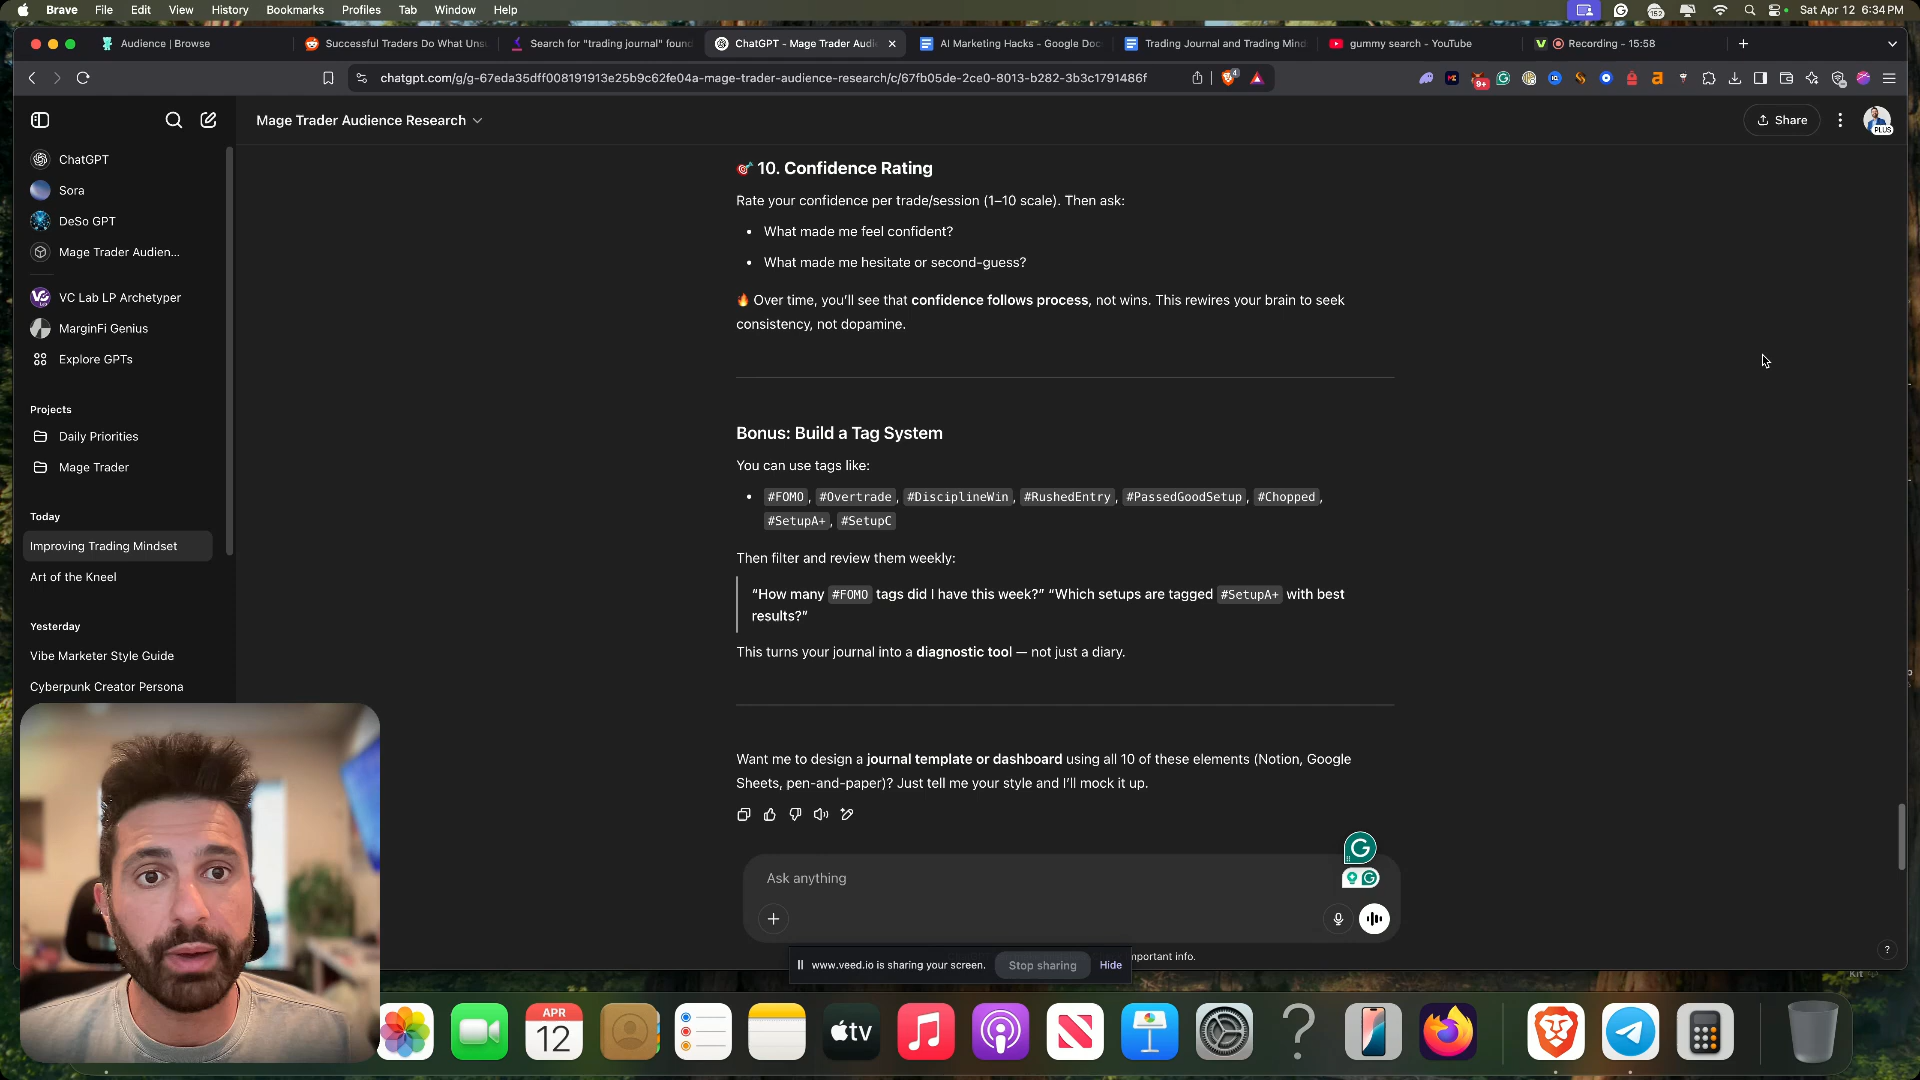 Brave File Edit View History Bookmarks Profiles Tab Window Help
152
Sat Apr 12 6:34 PM
Audience | Browse
Successful Traders Do What Unsu
Search for "trading journal" found
ChatGPT - Mage Trader Audi
AI Marketing Hacks - Google Doc
Trading Journal and Trading Mind
gummy search - YouTube
Recording - 15:58
chatgpt.com/g/g-67eda35dff008191913e25b9c62fe04a-mage-trader-audience-research/c/67fb05de-2ce0-8013-b282-3b3c1791486f
4
9+
Mage Trader Audience Research
Share
PLUS
ChatGPT
Sora
DeSo GPT
Mage Trader Audien...
VC Lab LP Archetyper
MarginFi Genius
Explore GPTs
Projects
Daily Priorities
Mage Trader
Today
Improving Trading Mindset
Art of the Kneel
Yesterday
Vibe Marketer Style Guide
Cyberpunk Creator Persona
10. Confidence Rating
Rate your confidence per trade/session (1–10 scale). Then ask:
• What made me feel confident?
• What made me hesitate or second-guess?
Over time, you'll see that confidence follows process, not wins. This rewires your brain to seek
consistency, not dopamine.
Bonus: Build a Tag System
You can use tags like:
• #FOMO, #Overtrade, #DisciplineWin, #RushedEntry, #PassedGoodSetup, #Chopped,
#SetupA+, #SetupC
Then filter and review them weekly:
“How many #FOMO tags did I have this week?” “Which setups are tagged #SetupA+ with best
results?”
This turns your journal into a diagnostic tool — not just a diary.
Want me to design a journal template or dashboard using all 10 of these elements (Notion, Google
Sheets, pen-and-paper)? Just tell me your style and I'll mock it up.
Ask anything
www.veed.io is sharing your screen.
Stop sharing
Hide
mportant info.
?
Kit
APR
12
tv